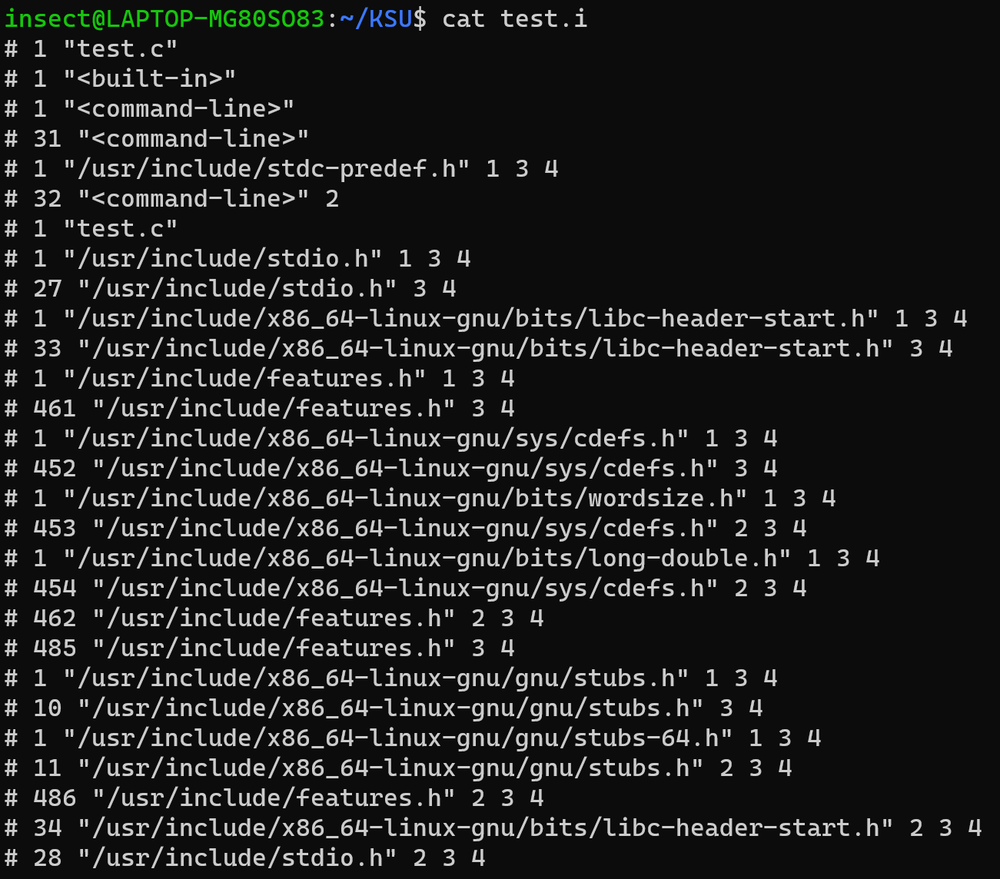 insect@LAPTOP-MG80SO83:~/KSU$ cat test.i
# 1 "test.c"
# 1 "<built-in>"
# 1 "<command-line>"
# 31 "<command-line>"
# 1 "/usr/include/stdc-predef.h" 1 3 4
# 32 "<command-line>" 2
# 1 "test.c"
# 1 "/usr/include/stdio.h" 1 3 4
# 27 "/usr/include/stdio.h" 3 4
# 1 "/usr/include/x86_64-linux-gnu/bits/libc-header-start.h" 1 3 4
# 33 "/usr/include/x86_64-linux-gnu/bits/libc-header-start.h" 3 4
# 1 "/usr/include/features.h" 1 3 4
# 461 "/usr/include/features.h" 3 4
# 1 "/usr/include/x86_64-linux-gnu/sys/cdefs.h" 1 3 4
# 452 "/usr/include/x86_64-linux-gnu/sys/cdefs.h" 3 4
# 1 "/usr/include/x86_64-linux-gnu/bits/wordsize.h" 1 3 4
# 453 "/usr/include/x86_64-linux-gnu/sys/cdefs.h" 2 3 4
# 1 "/usr/include/x86_64-linux-gnu/bits/long-double.h" 1 3 4
# 454 "/usr/include/x86_64-linux-gnu/sys/cdefs.h" 2 3 4
# 462 "/usr/include/features.h" 2 3 4
# 485 "/usr/include/features.h" 3 4
# 1 "/usr/include/x86_64-linux-gnu/gnu/stubs.h" 1 3 4
# 10 "/usr/include/x86_64-linux-gnu/gnu/stubs.h" 3 4
# 1 "/usr/include/x86_64-linux-gnu/gnu/stubs-64.h" 1 3 4
# 11 "/usr/include/x86_64-linux-gnu/gnu/stubs.h" 2 3 4
# 486 "/usr/include/features.h" 2 3 4
# 34 "/usr/include/x86_64-linux-gnu/bits/libc-header-start.h" 2 3 4
# 28 "/usr/include/stdio.h" 2 3 4